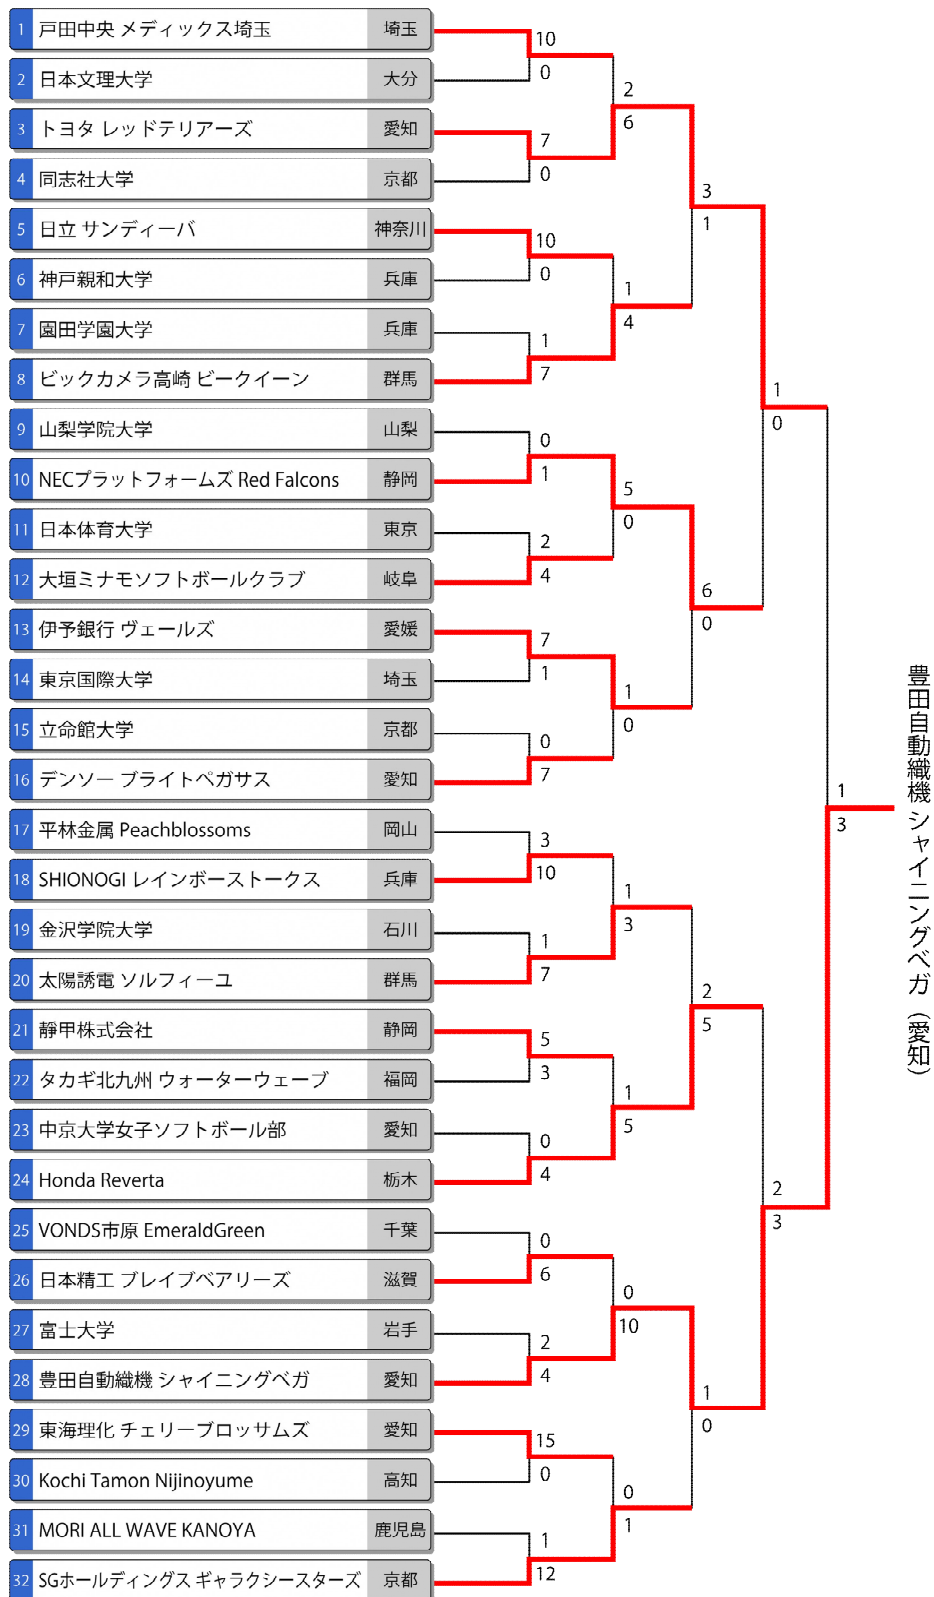 1 戸田中央 メディックス埼玉 埼玉
2 日本文理大学 大分
3 トヨタ レッドテリアーズ 愛知
4 同志社大学 京都
5 日立 サンディーバ 神奈川
6 神戸親和大学 兵庫
7 園田学園大学 兵庫
8 ビックカメラ高崎 ビークイーン 群馬
9 山梨学院大学 山梨
10 NECプラットフォームズ Red Falcons 静岡
11 日本体育大学 東京
12 大垣ミナモソフトボールクラブ 岐阜
13 伊予銀行 ヴェールズ 愛媛
14 東京国際大学 埼玉
15 立命館大学 京都
16 デンソー ブライトペガサス 愛知
17 平林金属 Peachblossoms 岡山
18 SHIONOGI レインボーストークス 兵庫
19 金沢学院大学 石川
20 太陽誘電 ソルフィーユ 群馬
21 靜甲株式会社 静岡
22 タカギ北九州 ウォーターウェーブ 福岡
23 中京大学女子ソフトボール部 愛知
24 Honda Reverta 栃木
25 VONDS市原 EmeraldGreen 千葉
26 日本精工 ブレイブベアリーズ 滋賀
27 富士大学 岩手
28 豊田自動織機 シャイニングベガ 愛知
29 東海理化 チェリーブロッサムズ 愛知
30 Kochi Tamon Nijinoyume 高知
31 MORI ALL WAVE KANOYA 鹿児島
32 SGホールディングス ギャラクシースターズ 京都
10
0
7
0
10
0
1
7
0
1
2
4
7
1
0
7
3
10
1
7
5
3
0
4
0
6
2
4
15
0
1
12
2
6
1
4
5
0
1
0
1
3
1
5
0
10
0
1
3
1
6
0
2
5
1
0
1
0
2
3
1
3
豊田自動織機 シャイニングベガ (愛知)